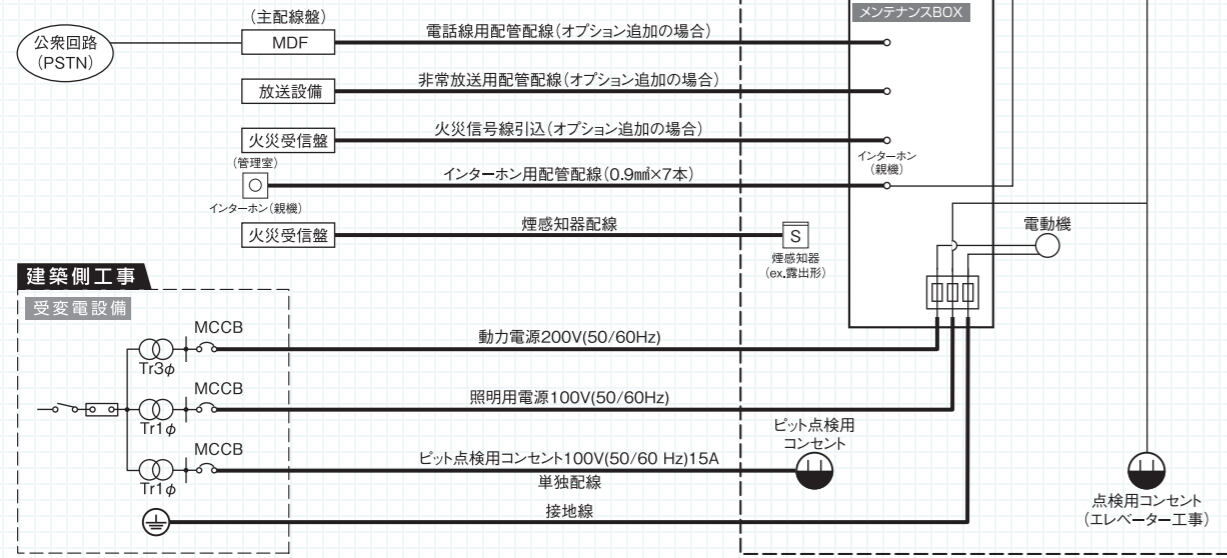 メンテナンスBOX
(主配線盤)
公衆回路
(PSTN)
MDF
電話線用配管配線(オプション追加の場合)
放送設備
非常放送用配管配線(オプション追加の場合)
火災受信盤
火災信号線引込(オプション追加の場合)
インターホン
(親機)
(管理室)
インターホン用配管配線(0.9㎟×7本)
インターホン(親機)
火災受信盤
煙感知器配線
S
煙感知器
(ex.露出形)
電動機
建築側工事
受変電設備
MCCB
動力電源200V(50/60Hz)
Tr3φ
MCCB
照明用電源100V(50/60Hz)
Tr1φ
ピット点検用
コンセント
MCCB
ピット点検用コンセント100V(50/60 Hz)15A
単独配線
Tr1φ
接地線
点検用コンセント
(エレベーター工事)